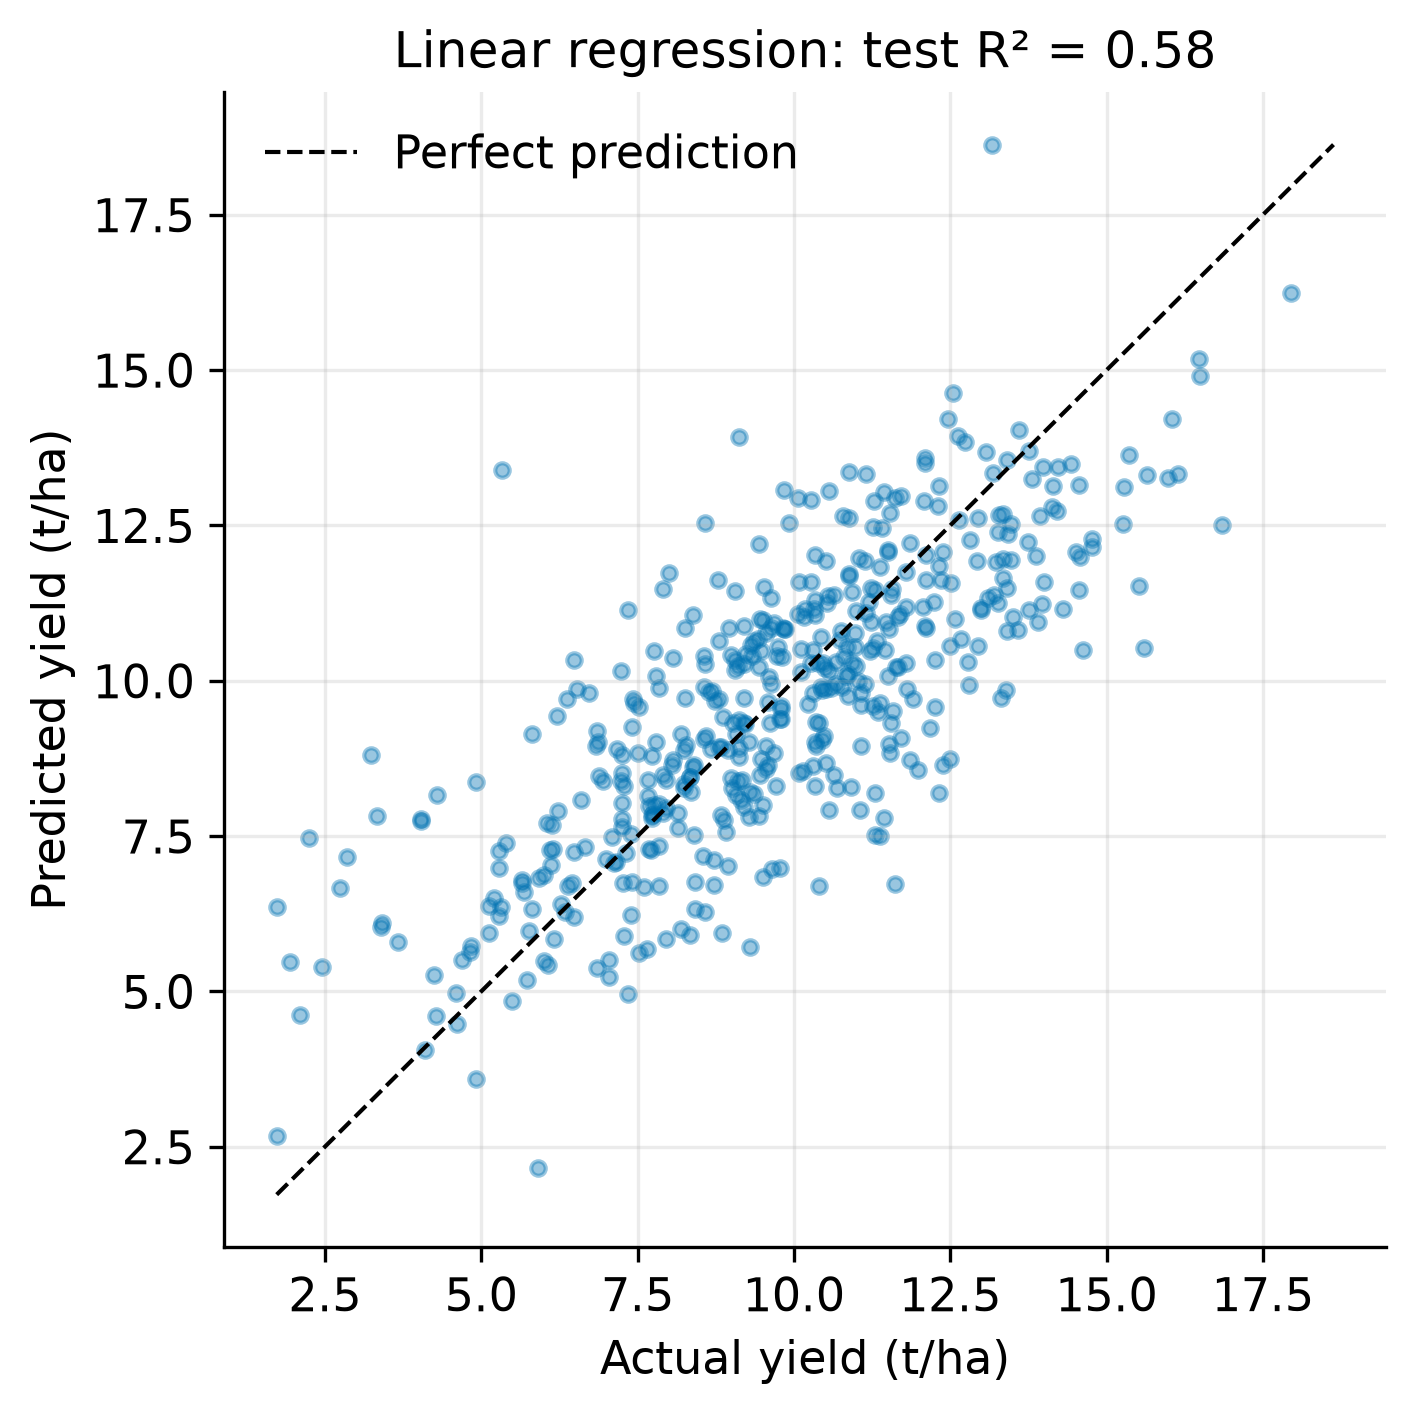 Linear regression: test R² = 0.58
Perfect prediction
17.5
15.0
12.5
10.0
7.5
5.0
2.5
Predicted yield (t/ha)
2.5 5.0 7.5 10.0 12.5 15.0 17.5
Actual yield (t/ha)